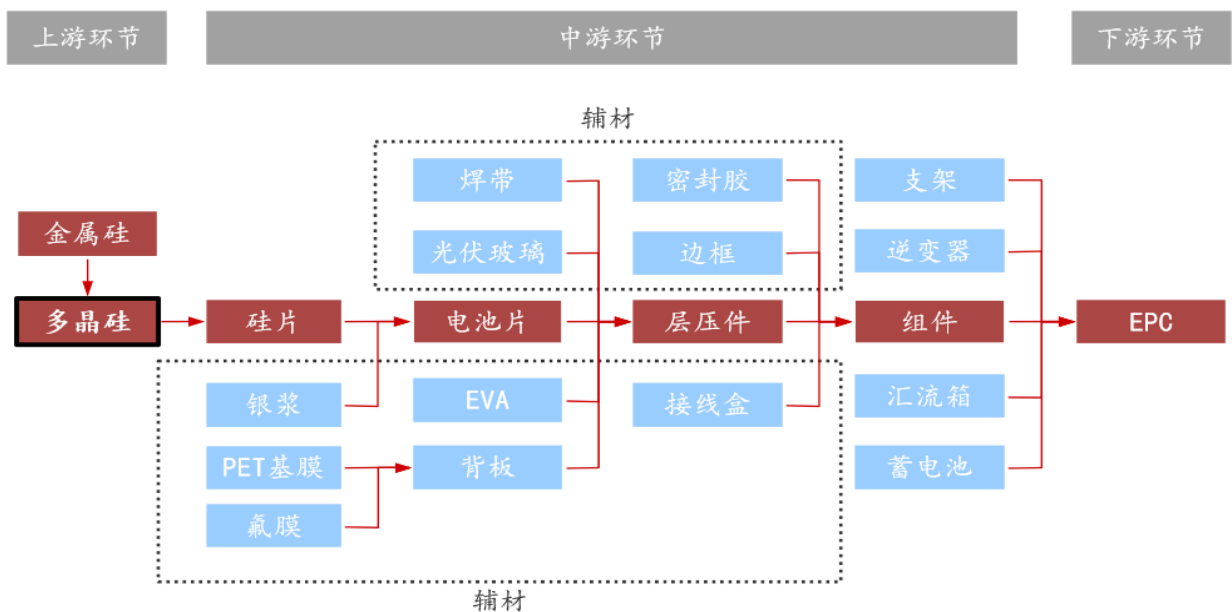 上游环节
中游环节
下游环节
辅材
焊带
密封胶
支架
金属硅
光伏玻璃
边框
逆变器
多晶硅
硅片
电池片
层压件
组件
EPC
银浆
EVA
接线盒
汇流箱
PET基膜
背板
蓄电池
氟膜
辅材